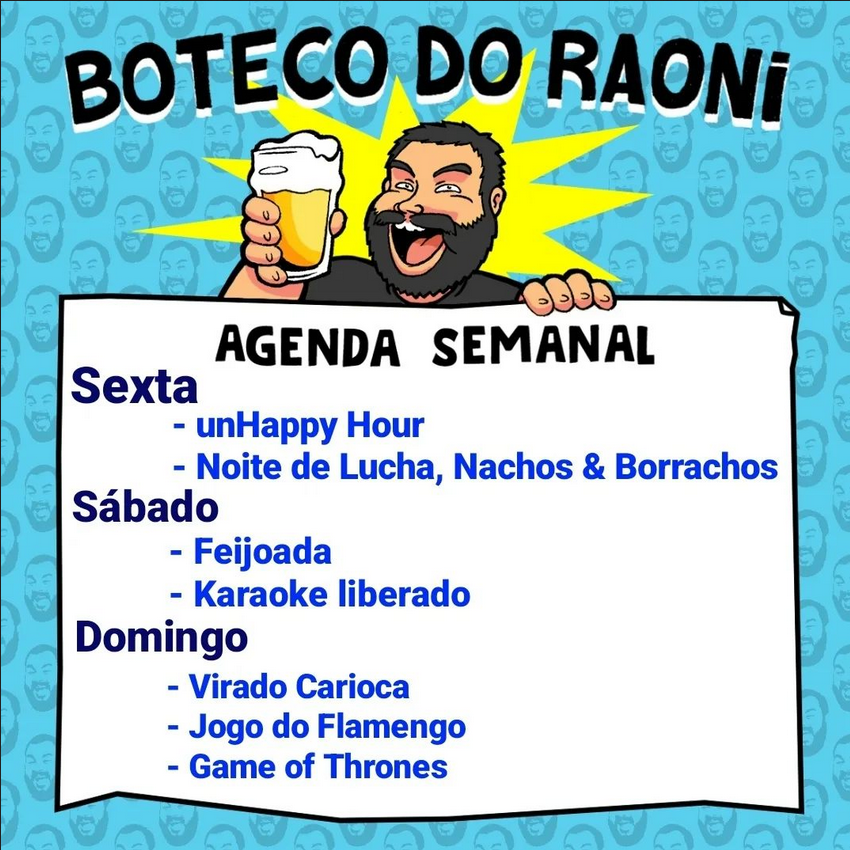 BOTECO DO RAONi
AGENDA SEMANAL
Sexta
- unHappy Hour
- Noite de Lucha, Nachos & Borrachos
Sábado
- Feijoada
- Karaoke liberado
Domingo
- Virado Carioca
- Jogo do Flamengo
- Game of Thrones